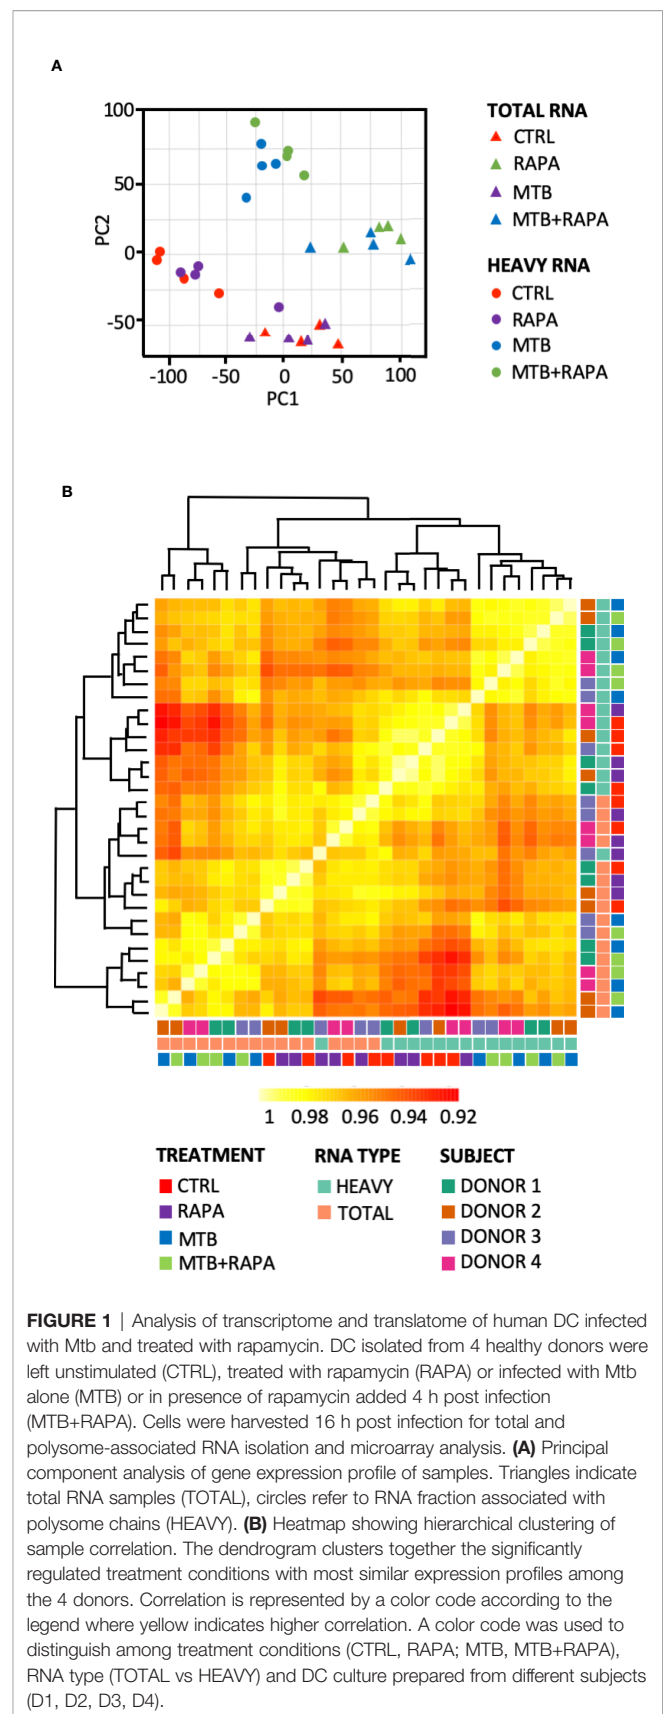 A
100
50
0
-50
PC2
-100 -50 0 50 100
PC1
TOTAL RNA
CTRL
RAPA
MTB
MTB+RAPA
HEAVY RNA
CTRL
RAPA
MTB
MTB+RAPA
B
1 0.98 0.96 0.94 0.92
TREATMENT
CTRL
RAPA
MTB
MTB+RAPA
RNA TYPE
HEAVY
TOTAL
SUBJECT
DONOR 1
DONOR 2
DONOR 3
DONOR 4
FIGURE 1 | Analysis of transcriptome and translatome of human DC infected
with Mtb and treated with rapamycin. DC isolated from 4 healthy donors were
left unstimulated (CTRL), treated with rapamycin (RAPA) or infected with Mtb
alone (MTB) or in presence of rapamycin added 4 h post infection
(MTB+RAPA). Cells were harvested 16 h post infection for total and
polysome-associated RNA isolation and microarray analysis. (A) Principal
component analysis of gene expression profile of samples. Triangles indicate
total RNA samples (TOTAL), circles refer to RNA fraction associated with
polysome chains (HEAVY). (B) Heatmap showing hierarchical clustering of
sample correlation. The dendrogram clusters together the significantly
regulated treatment conditions with most similar expression profiles among
the 4 donors. Correlation is represented by a color code according to the
legend where yellow indicates higher correlation. A color code was used to
distinguish among treatment conditions (CTRL, RAPA; MTB, MTB+RAPA),
RNA type (TOTAL vs HEAVY) and DC culture prepared from different subjects
(D1, D2, D3, D4).